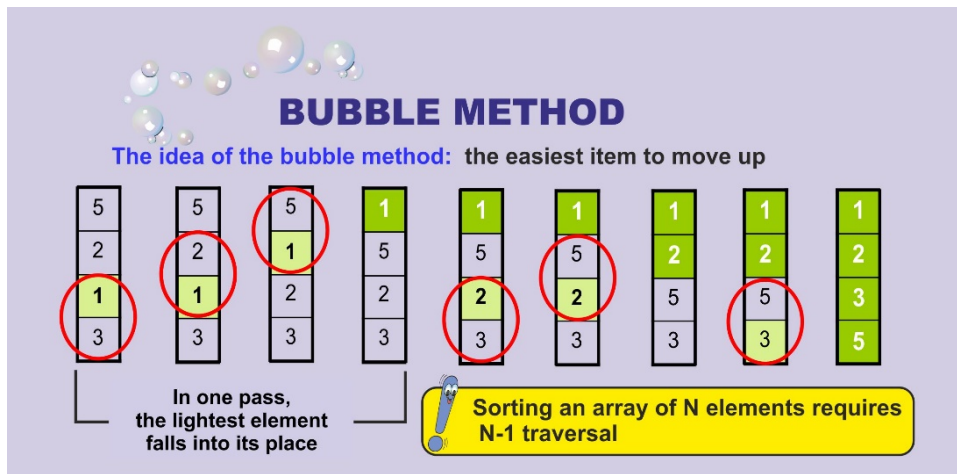 BUBBLE METHOD
The idea of the bubble method: the easiest item to move up
5 5 5 1 1 1 1 1 1
2 2 1 5 5 5 2 2 2
1 1 2 2 2 2 5 5 3
3 3 3 3 3 3 3 3 5
In one pass,
the lightest element
falls into its place
Sorting an array of N elements requires
N-1 traversal